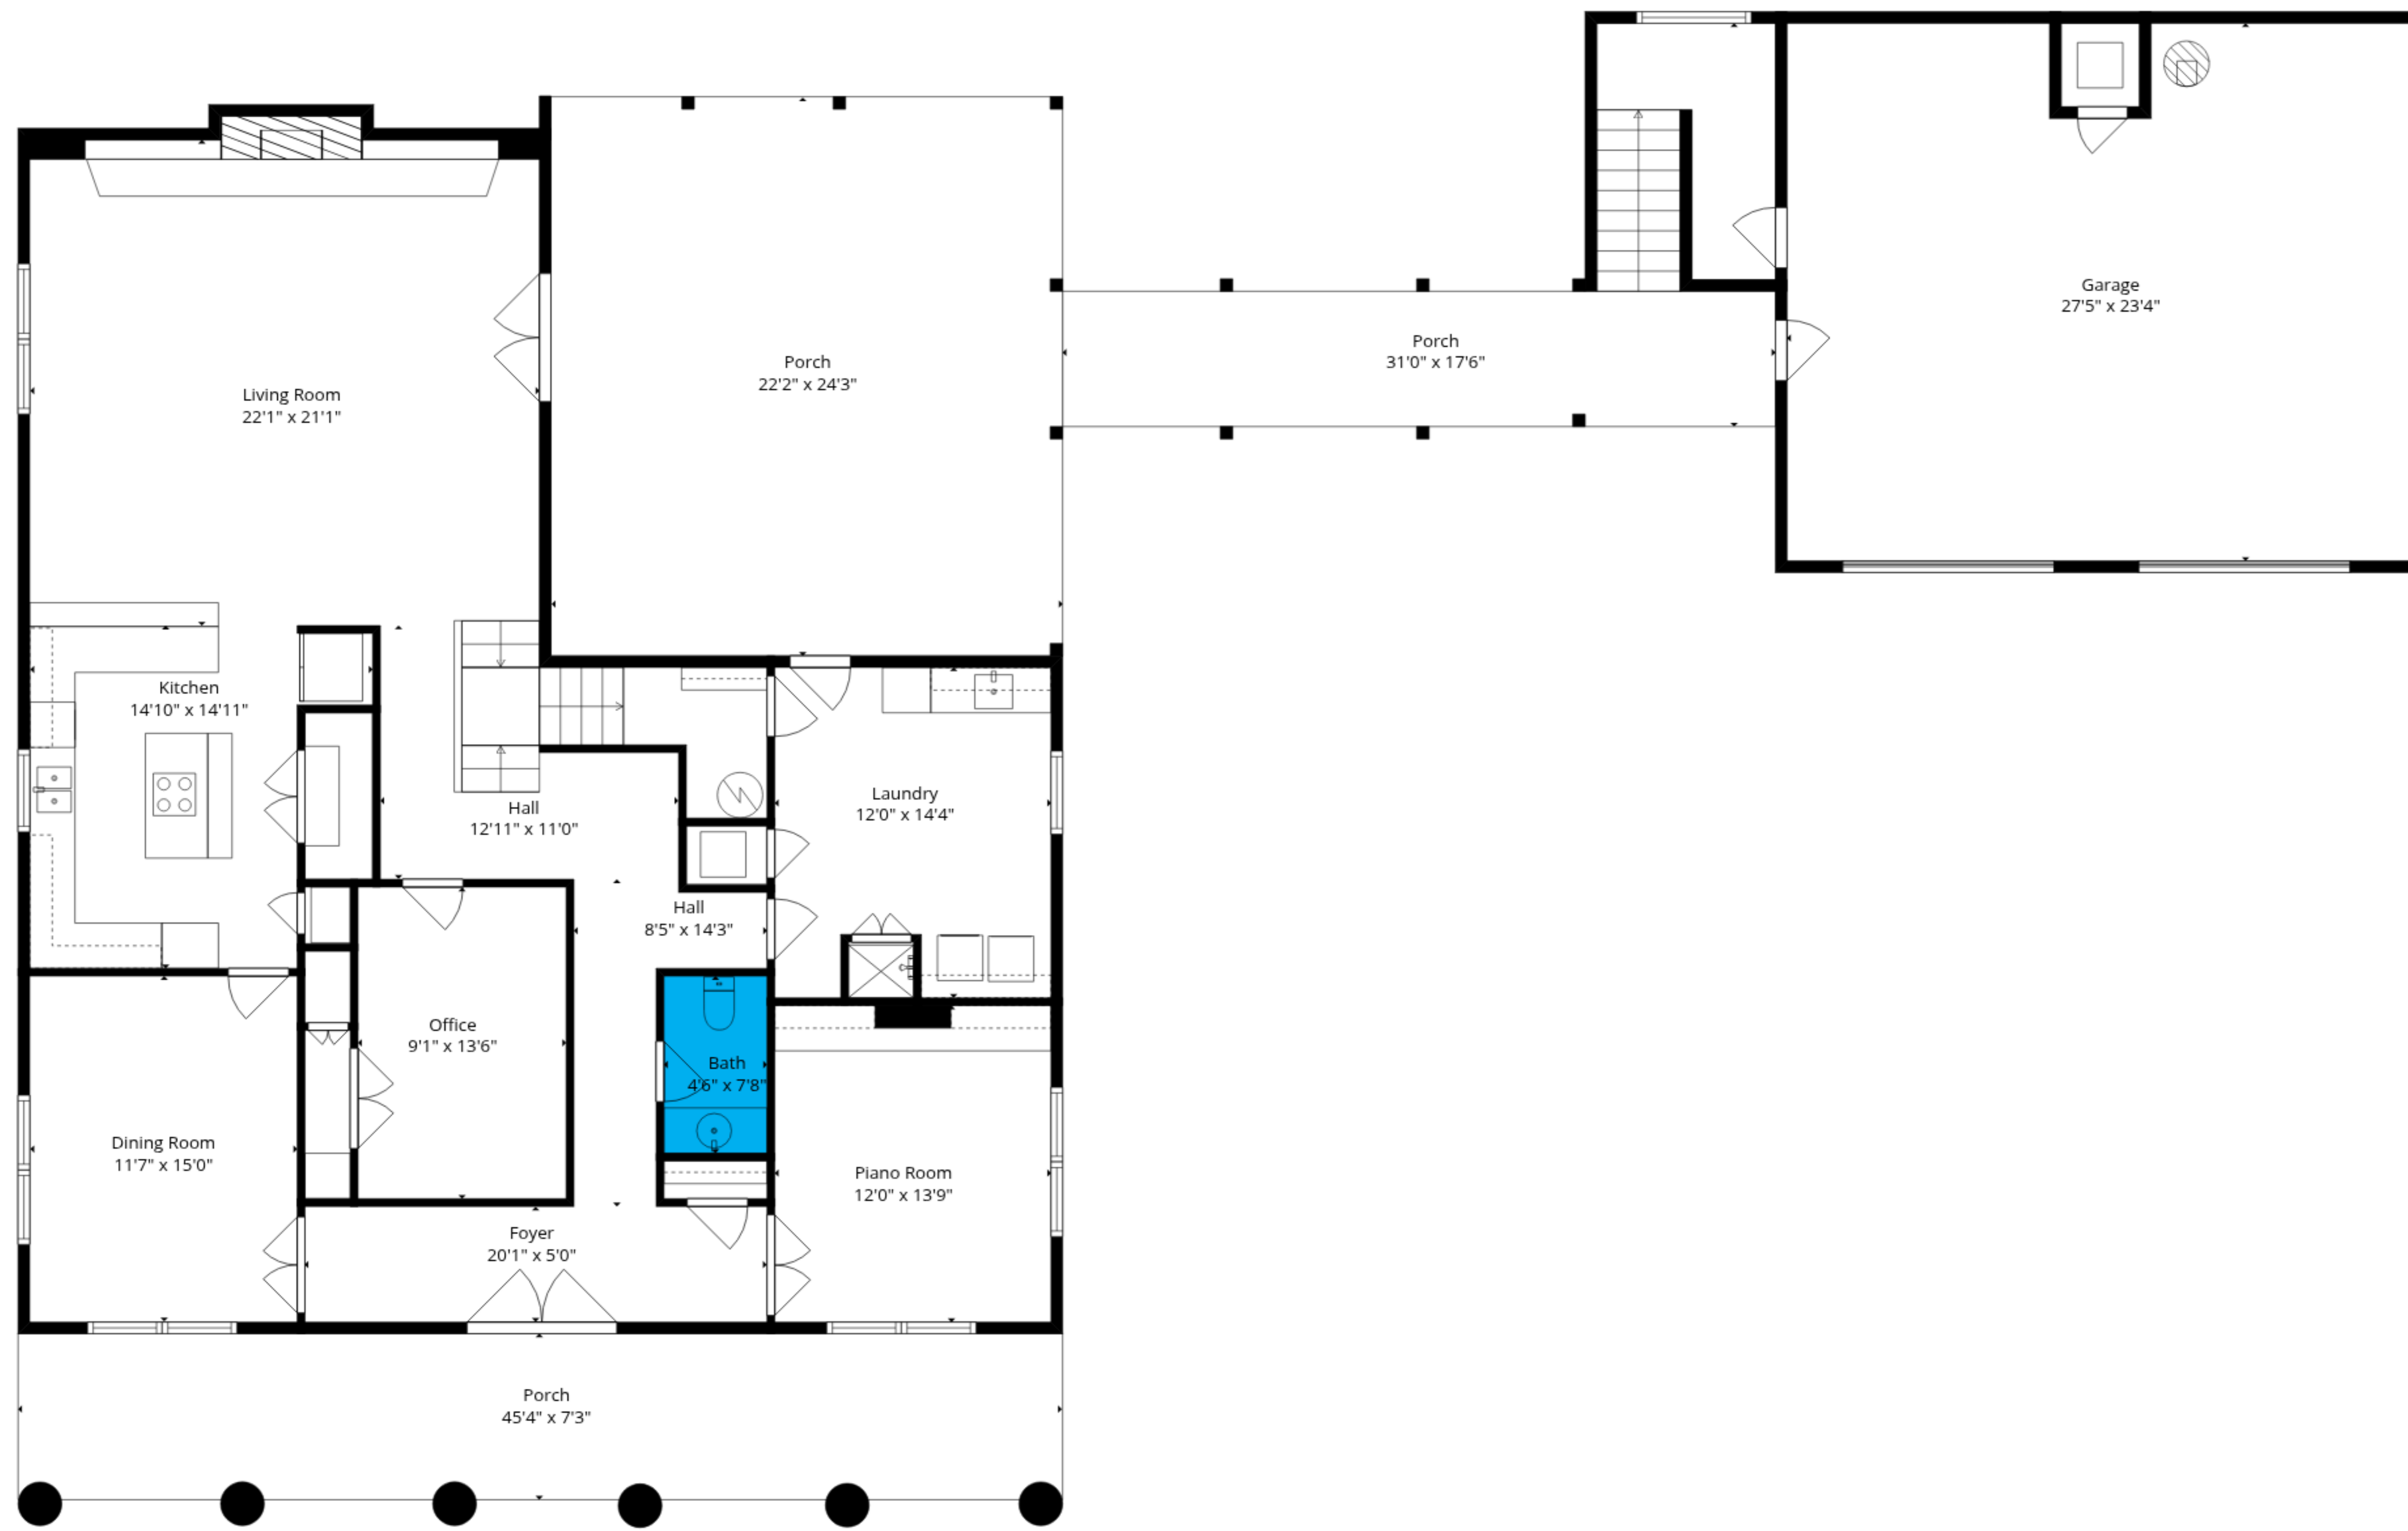 Garage
27'5" x 23'4"
Porch
31'0" x 17'6"
Porch
22'2" x 24'3"
Living Room
22'1" x 21'1"
Kitchen
14'10" x 14'11"
Hall
12'11" x 11'0"
Laundry
12'0" x 14'4"
Hall
8'5" x 14'3"
Office
9'1" x 13'6"
Bath
4'6" x 7'8"
Dining Room
11'7" x 15'0"
Piano Room
12'0" x 13'9"
Foyer
20'1" x 5'0"
Porch
45'4" x 7'3"